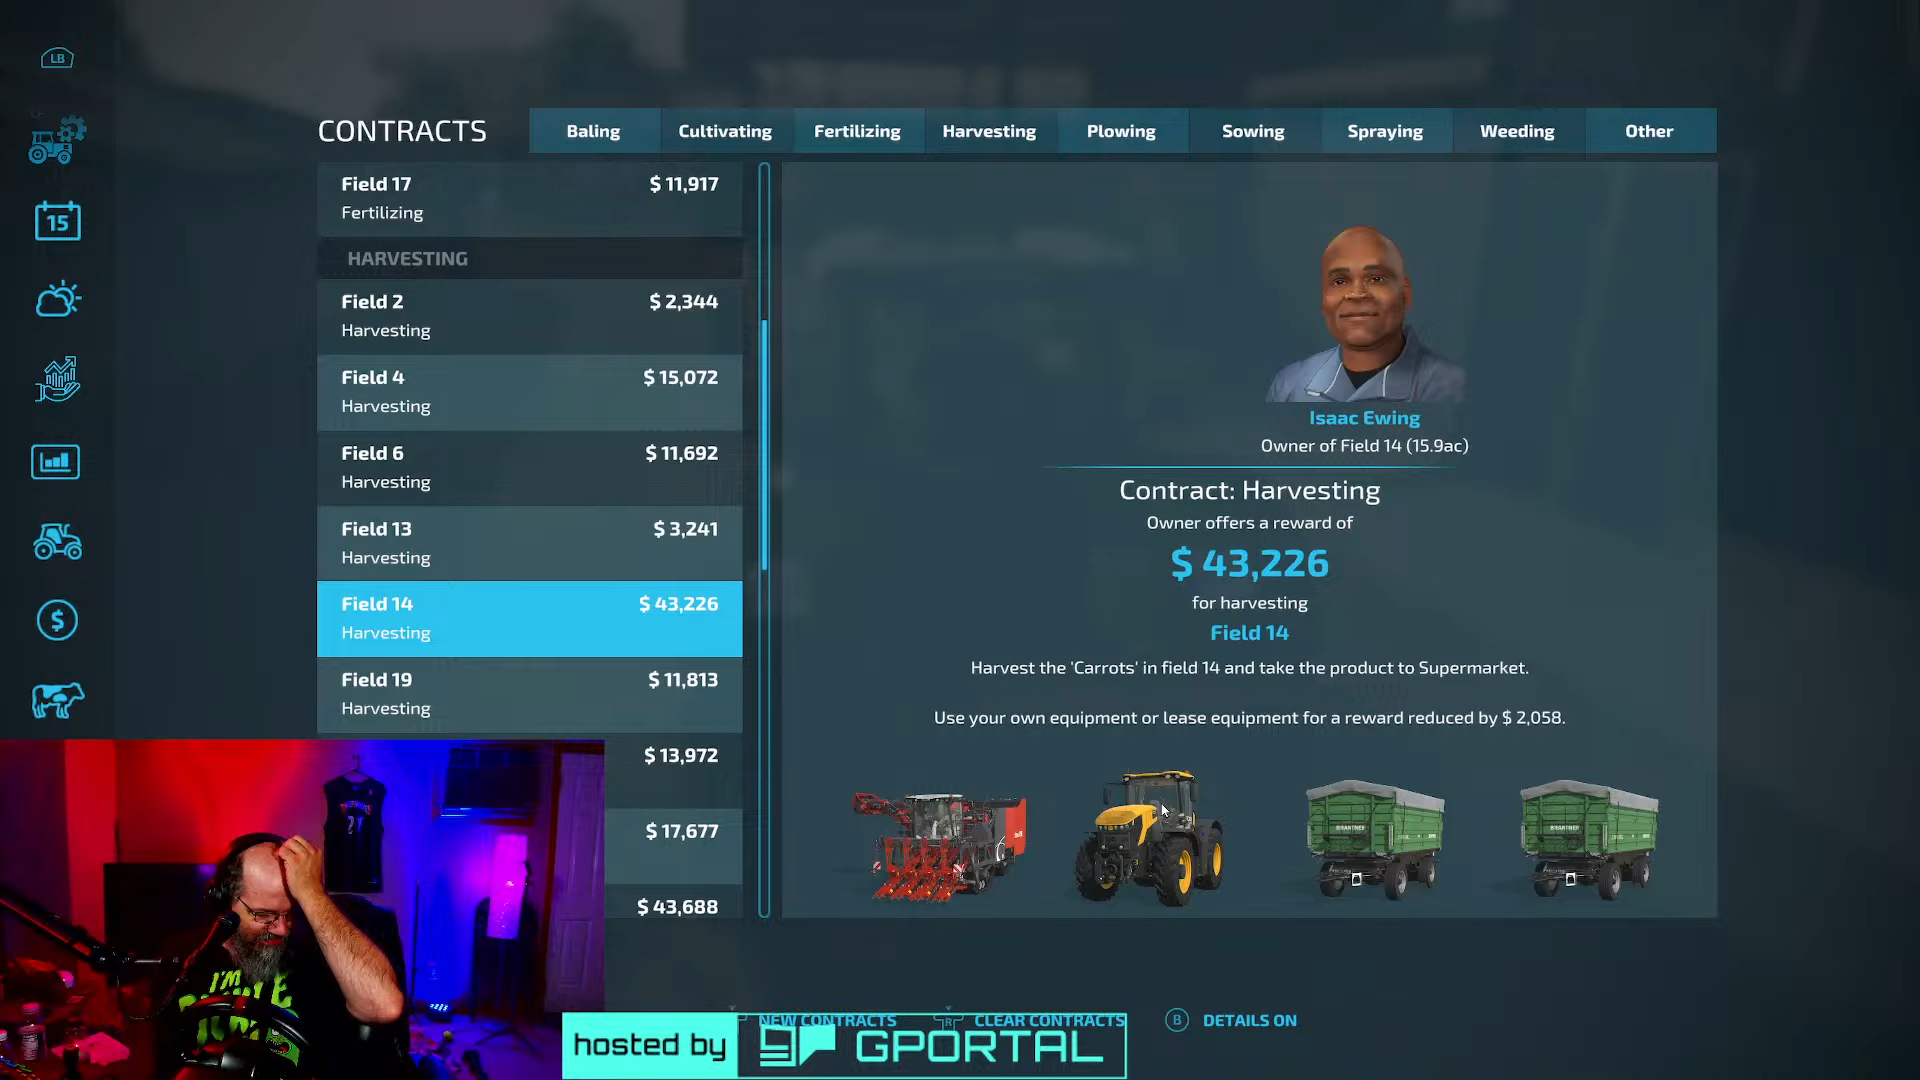 LB
CONTRACTS
Baling
Cultivating
Fertilizing
Harvesting
Plowing
Sowing
Spraying
Weeding
Other
15
Field 17 $ 11,917
Fertilizing
HARVESTING
Field 2 $ 2,344
Harvesting
Field 4 $ 15,072
Harvesting
Field 6 $ 11,692
Harvesting
Field 13 $ 3,241
Harvesting
Field 14 $ 43,226
Harvesting
Field 19 $ 11,813
Harvesting
$ 13,972
$ 17,677
$ 43,688
Isaac Ewing
Owner of Field 14 (15.9ac)
Contract: Harvesting
Owner offers a reward of
$ 43,226
for harvesting
Field 14
Harvest the 'Carrots' in field 14 and take the product to Supermarket.
Use your own equipment or lease equipment for a reward reduced by $ 2,058.
BRANTNER
BRANTNER
21
I'M
NEW CONTRACTS
R CLEAR CONTRACTS
B DETAILS ON
hosted by GPORTAL